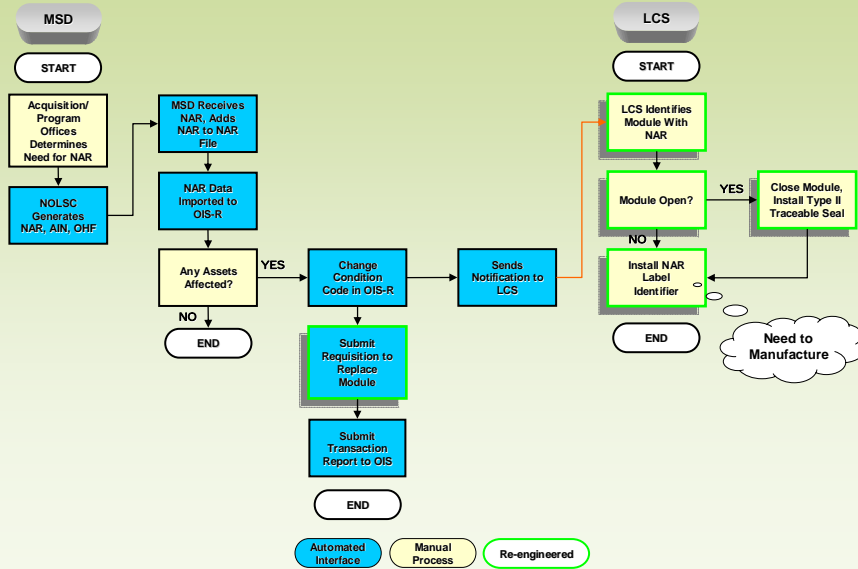 MSD
START
Acquisition/
Program
Offices
Determines
Need for NAR
NOLSC
Generates
NAR, AIN, OHF
MSD Receives
NAR, Adds
NAR to NAR
File
NAR Data
Imported to
OIS-R
Any Assets
Affected?
YES
NO
END
Change
Condition
Code in OIS-R
Submit
Requisition to
Replace
Module
Submit
Transaction
Report to OIS
END
Sends
Notification to
LCS
LCS
START
LCS Identifies
Module With
NAR
Module Open?
YES
Close Module,
Install Type II
Traceable Seal
NO
Install NAR
Label
Identifier
END
Need to
Manufacture
Automated
Interface
Manual
Process
Re-engineered